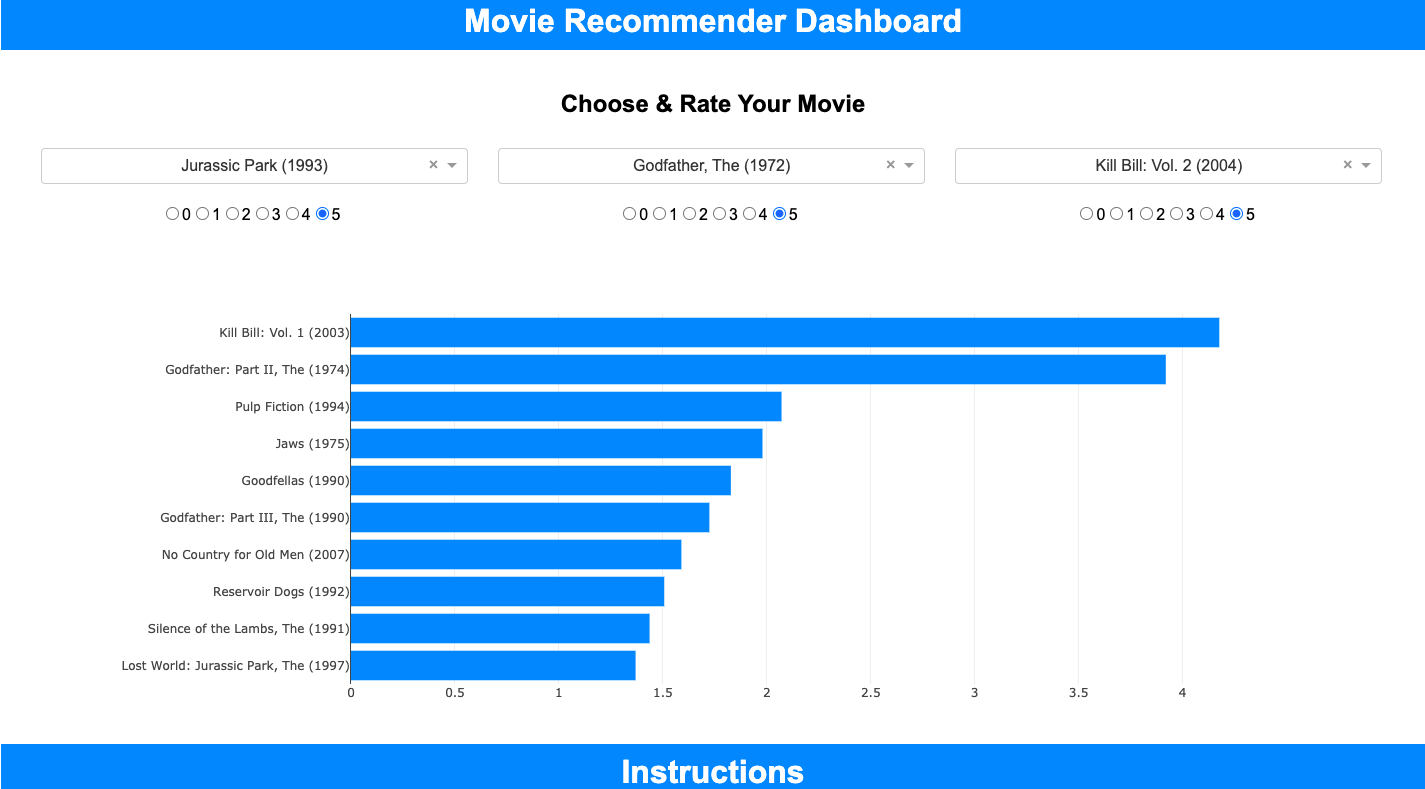 Movie Recommender Dashboard
Choose & Rate Your Movie
Jurassic Park (1993) × Godfather, The (1972) × Kill Bill: Vol. 2 (2004) ×
0 1 2 3 4 5 0 1 2 3 4 5 0 1 2 3 4 5
Kill Bill: Vol. 1 (2003)
Godfather: Part II, The (1974)
Pulp Fiction (1994)
Jaws (1975)
Goodfellas (1990)
Godfather: Part III, The (1990)
No Country for Old Men (2007)
Reservoir Dogs (1992)
Silence of the Lambs, The (1991)
Lost World: Jurassic Park, The (1997)
0 0.5 1 1.5 2 2.5 3 3.5 4
Instructions